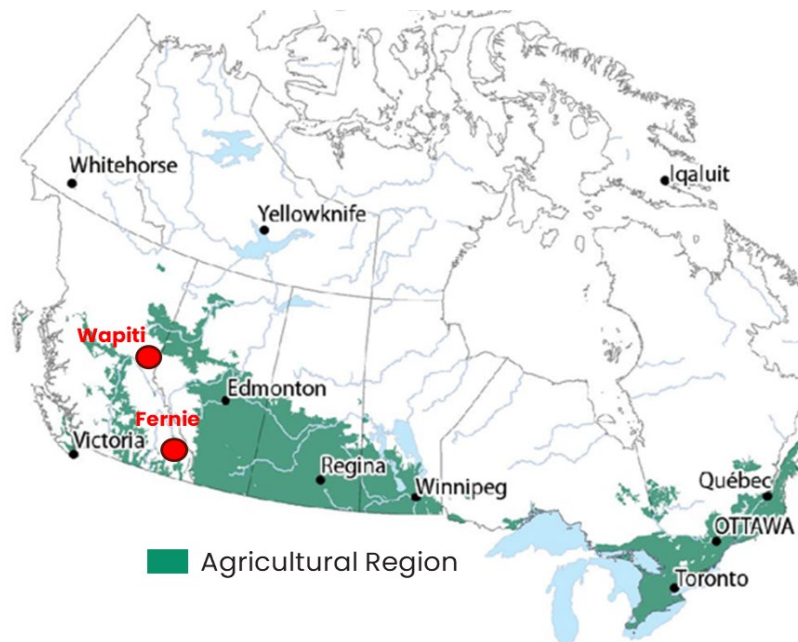 Whitehorse
Iqaluit
Yellowknife
Wapiti
Edmonton
Fernie
Victoria
Regina
Winnipeg
Québec
OTTAWA
Toronto
Agricultural Region